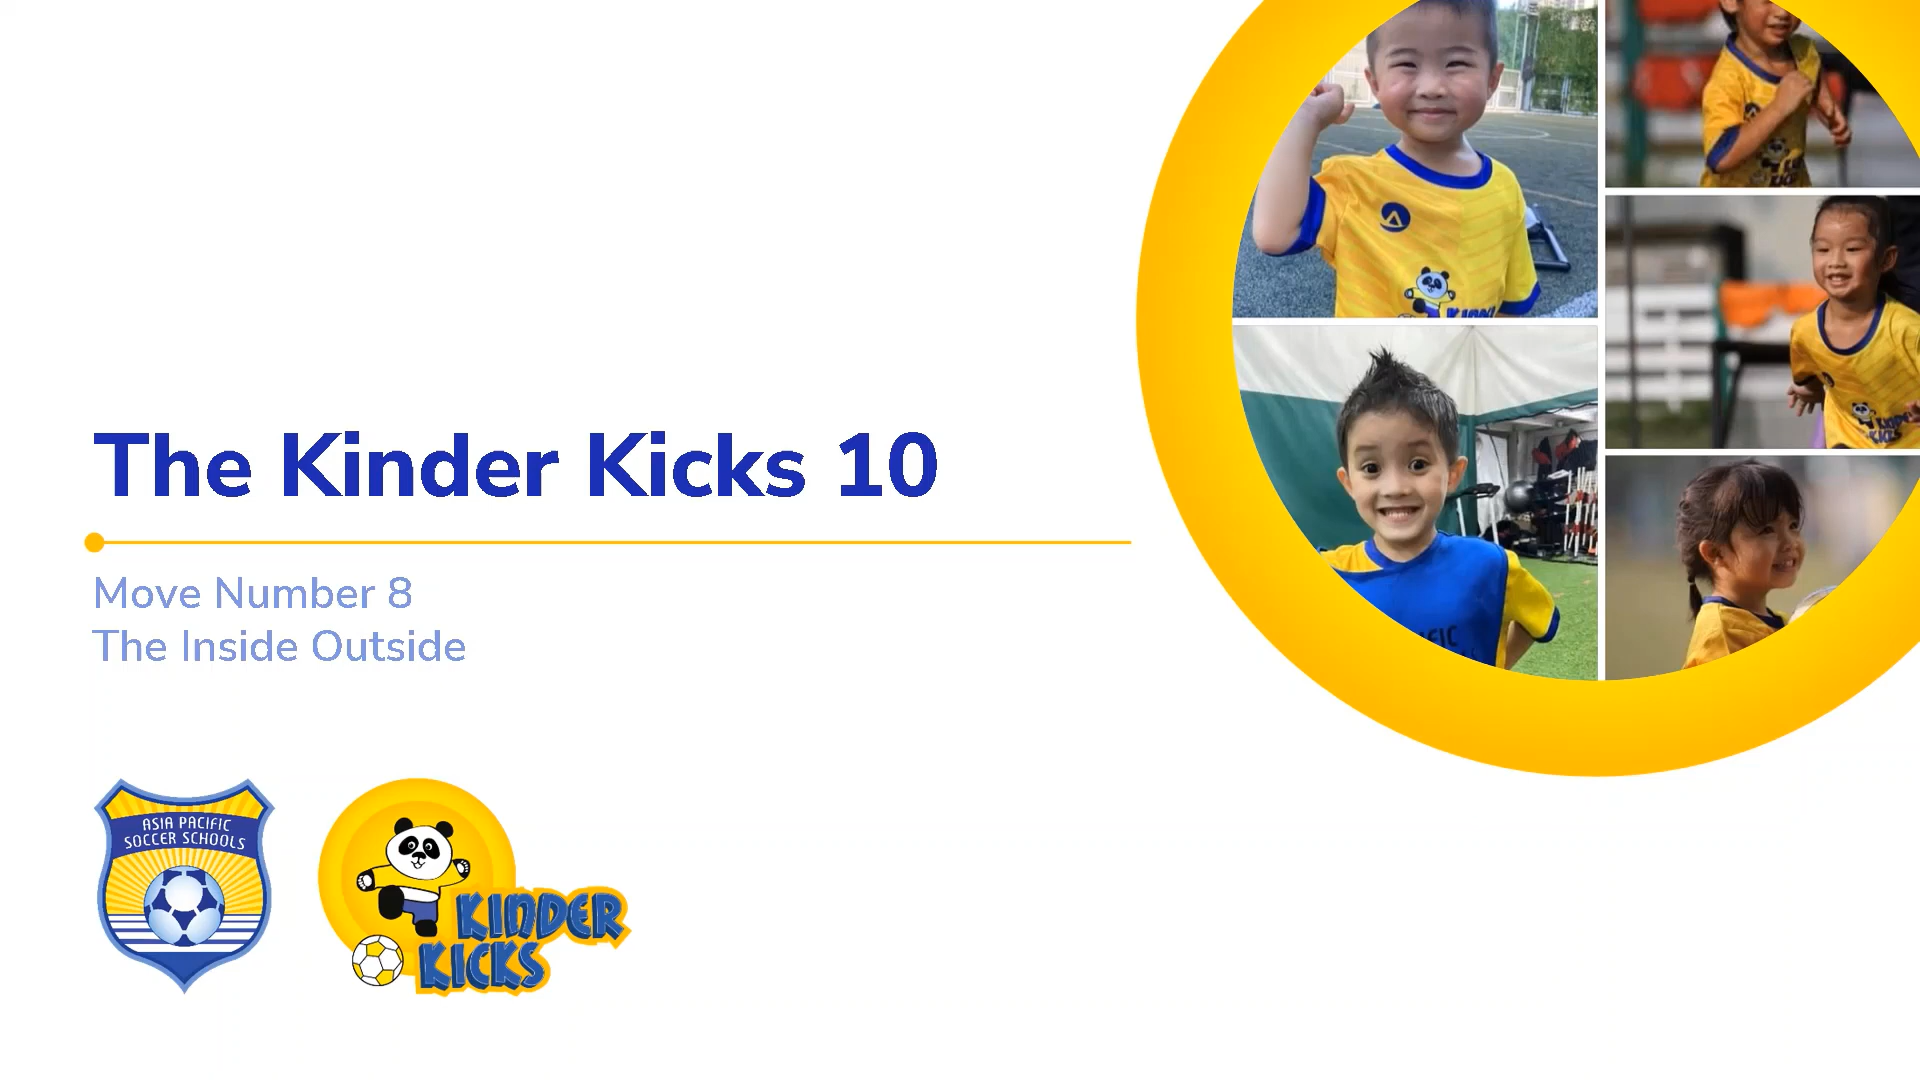 The Kinder Kicks 10
Move Number 8
The Inside Outside
ASIA PACIFIC
SOCCER SCHOOLS
KINDER
KICKS